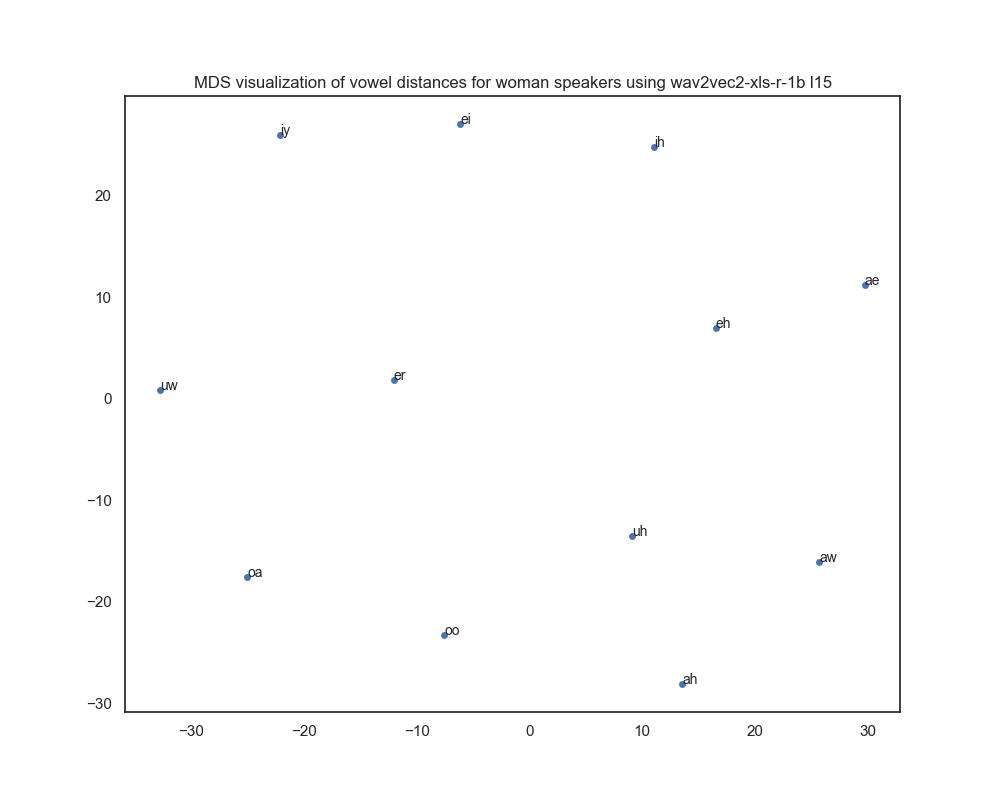 MDS visualization of vowel distances for woman speakers using wav2vec2-xls-r-1b l15
ei
iy
ih
20
ae
10
eh
er
uw
0
−10
uh
aw
oa
−20
oo
ah
−30
−30 −20 −10 0 10 20 30